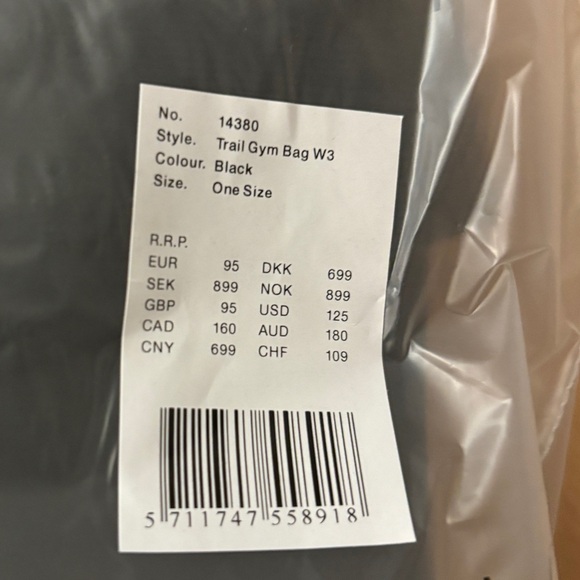 No. 14380
Style. Trail Gym Bag W3
Colour. Black
Size. One Size
R.R.P.
EUR 95 DKK 699
SEK 899 NOK 899
GBP 95 USD 125
CAD 160 AUD 180
CNY 699 CHF 109
5 711747 558918